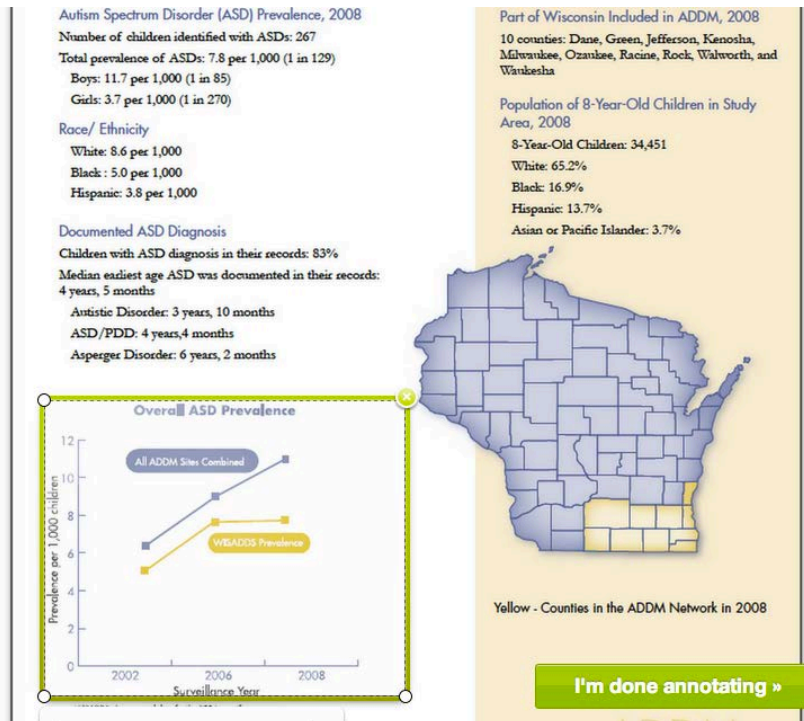 Autism Spectrum Disorder (ASD) Prevalence, 2008
Number of children identified with ASDs: 267
Total prevalence of ASDs: 7.8 per 1,000 (1 in 129)
Boys: 11.7 per 1,000 (1 in 85)
Girls: 3.7 per 1,000 (1 in 270)
Race/ Ethnicity
White: 8.6 per 1,000
Black : 5.0 per 1,000
Hispanic: 3.8 per 1,000
Documented ASD Diagnosis
Children with ASD diagnosis in their records: 83%
Median earliest age ASD was documented in their records:
4 years, 5 months
Autistic Disorder: 3 years, 10 months
ASD/PDD: 4 years,4 months
Asperger Disorder: 6 years, 2 months
Overall ASD Prevalence
Prevalence per 1,000 children
12
10
8
6
4
2
0
All ADDM Sites Combined
WISADDS Prevalence
2002 2006 2008
Surveillance Year
Part of Wisconsin Included in ADDM, 2008
10 counties: Dane, Green, Jefferson, Kenosha,
Milwaukee, Ozaukee, Racine, Rock, Walworth, and
Waukesha
Population of 8-Year-Old Children in Study
Area, 2008
8-Year-Old Children: 34,451
White: 65.2%
Black: 16.9%
Hispanic: 13.7%
Asian or Pacific Islander: 3.7%
Yellow - Counties in the ADDM Network in 2008
I'm done annotating »